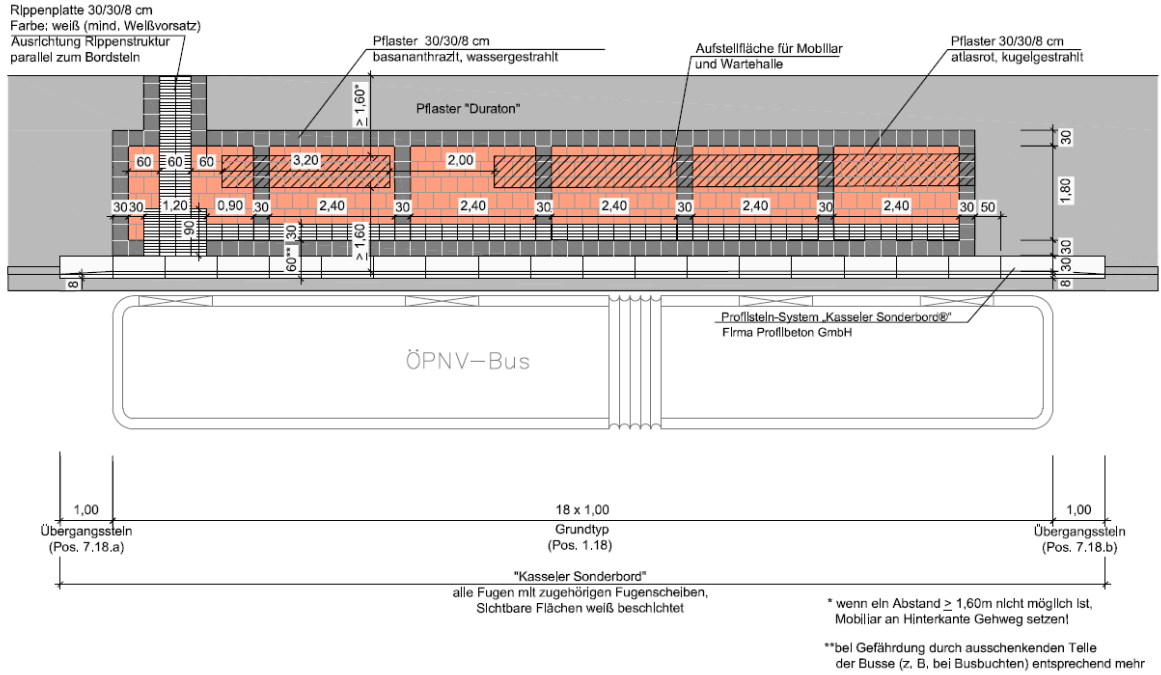 Rippenplatte 30/30/8 cm
Farbe: weiß (mind. Weißvorsatz)
Ausrichtung Rippenstruktur
parallel zum Bordstein
Pflaster 30/30/8 cm
basananthrazit, wassergestrahlt
Aufstellfläche für Mobiliar
und Wartehalle
Pflaster 30/30/8 cm
atlasrot, kugelgestrahlt
≥ 1,60*
Pflaster "Duraton"
30
60 60 60 3,20 2,00
1,80
30 30 1,20 0,90 30 2,40 30 2,40 30 2,40 30 2,40 30 2,40 30 50
90
30
≥ 1,60
60**
30
30
8
8
Profilstein-System „Kasseler Sonderbord®“
Firma Profilbeton GmbH
ÖPNV-Bus
1,00 18 x 1,00 1,00
Übergangsstein
(Pos. 7.18.a)
Grundtyp
(Pos. 1.18)
Übergangsstein
(Pos. 7.18.b)
"Kasseler Sonderbord"
alle Fugen mit zugehörigen Fugenscheiben,
Sichtbare Flächen weiß beschichtet
* wenn ein Abstand ≥ 1,60m nicht möglich ist,
Mobiliar an Hinterkante Gehweg setzen!
**bei Gefährdung durch ausschenkenden Teile
der Busse (z. B. bei Busbuchten) entsprechend mehr